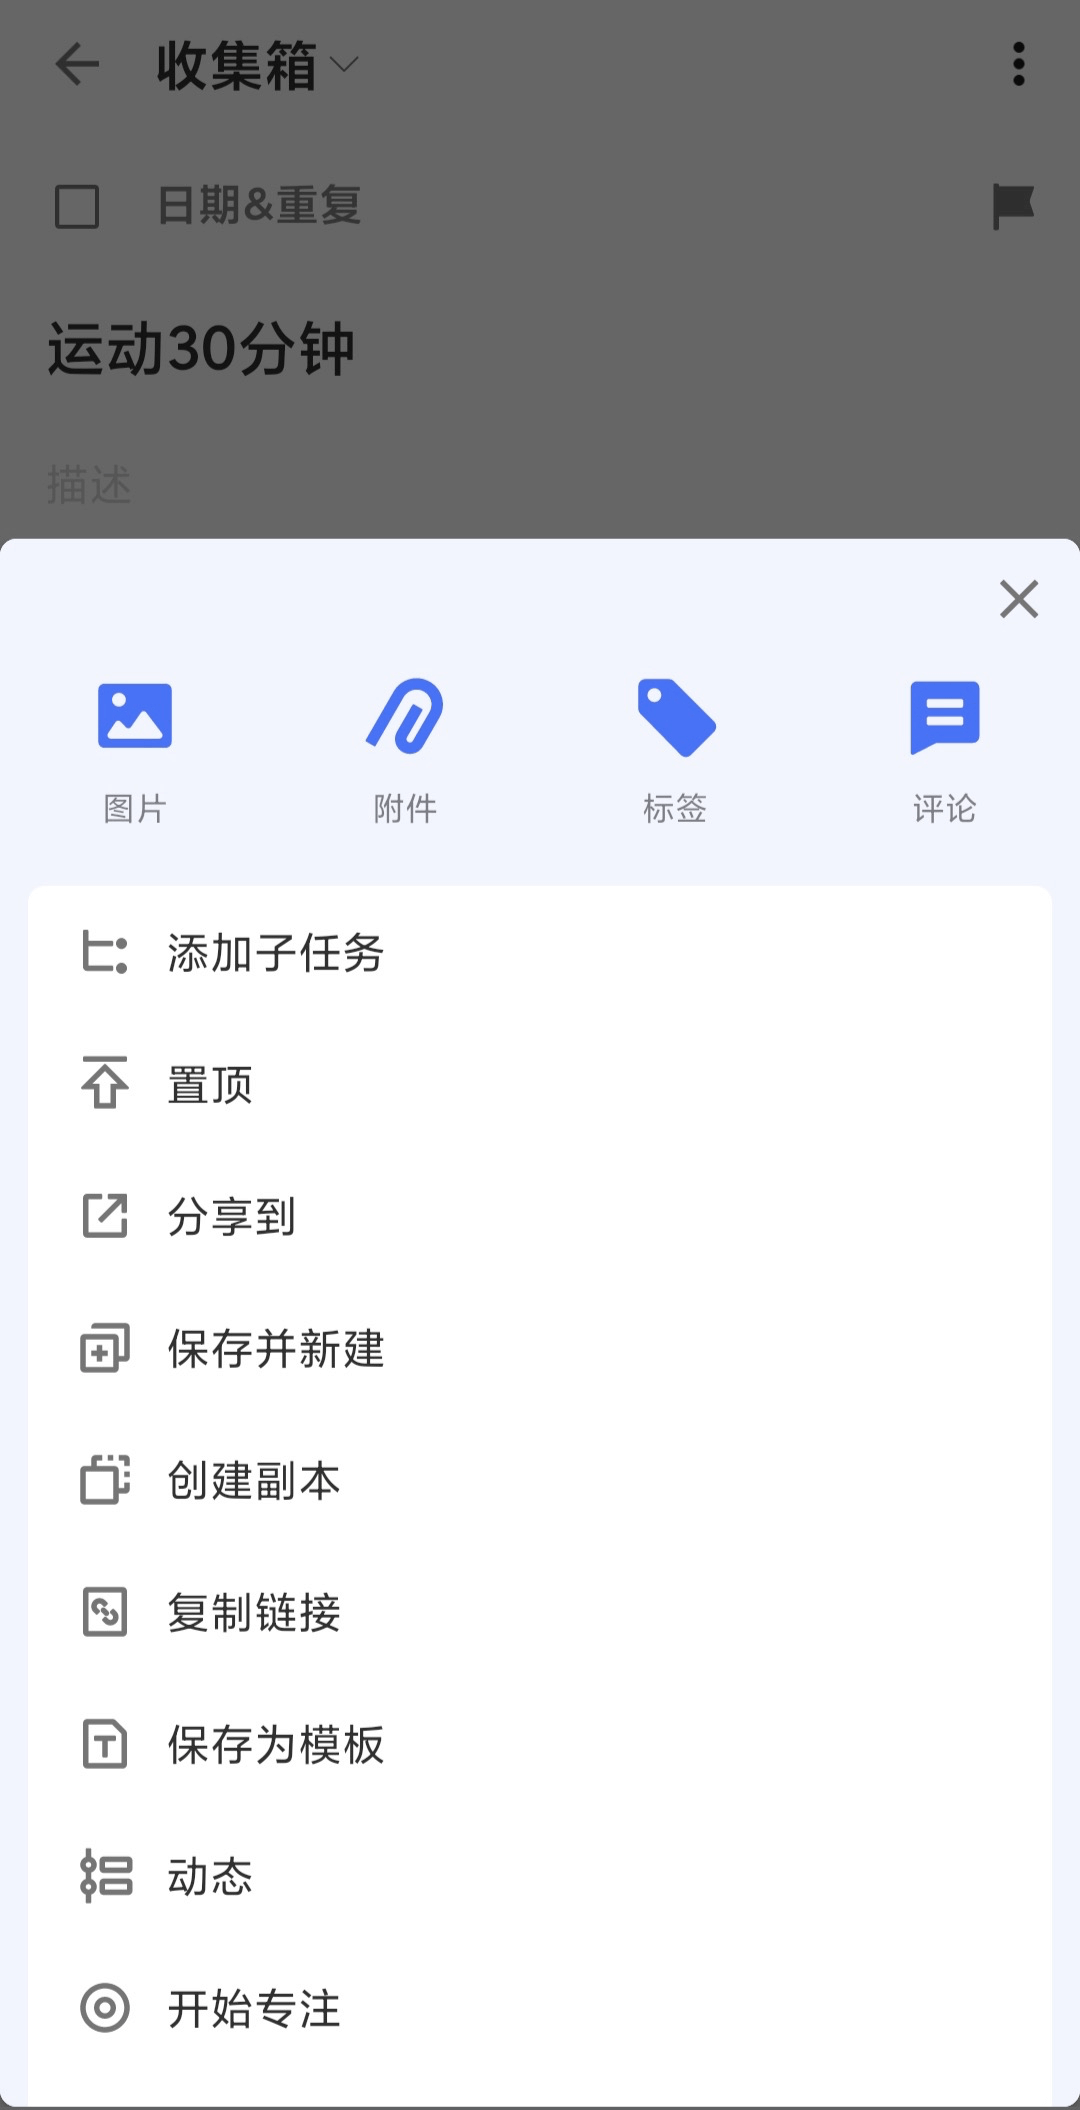 收集箱
日期&重复
运动30分钟
描述
图片 附件 标签 评论
添加子任务
置顶
分享到
保存并新建
创建副本
复制链接
保存为模板
动态
开始专注